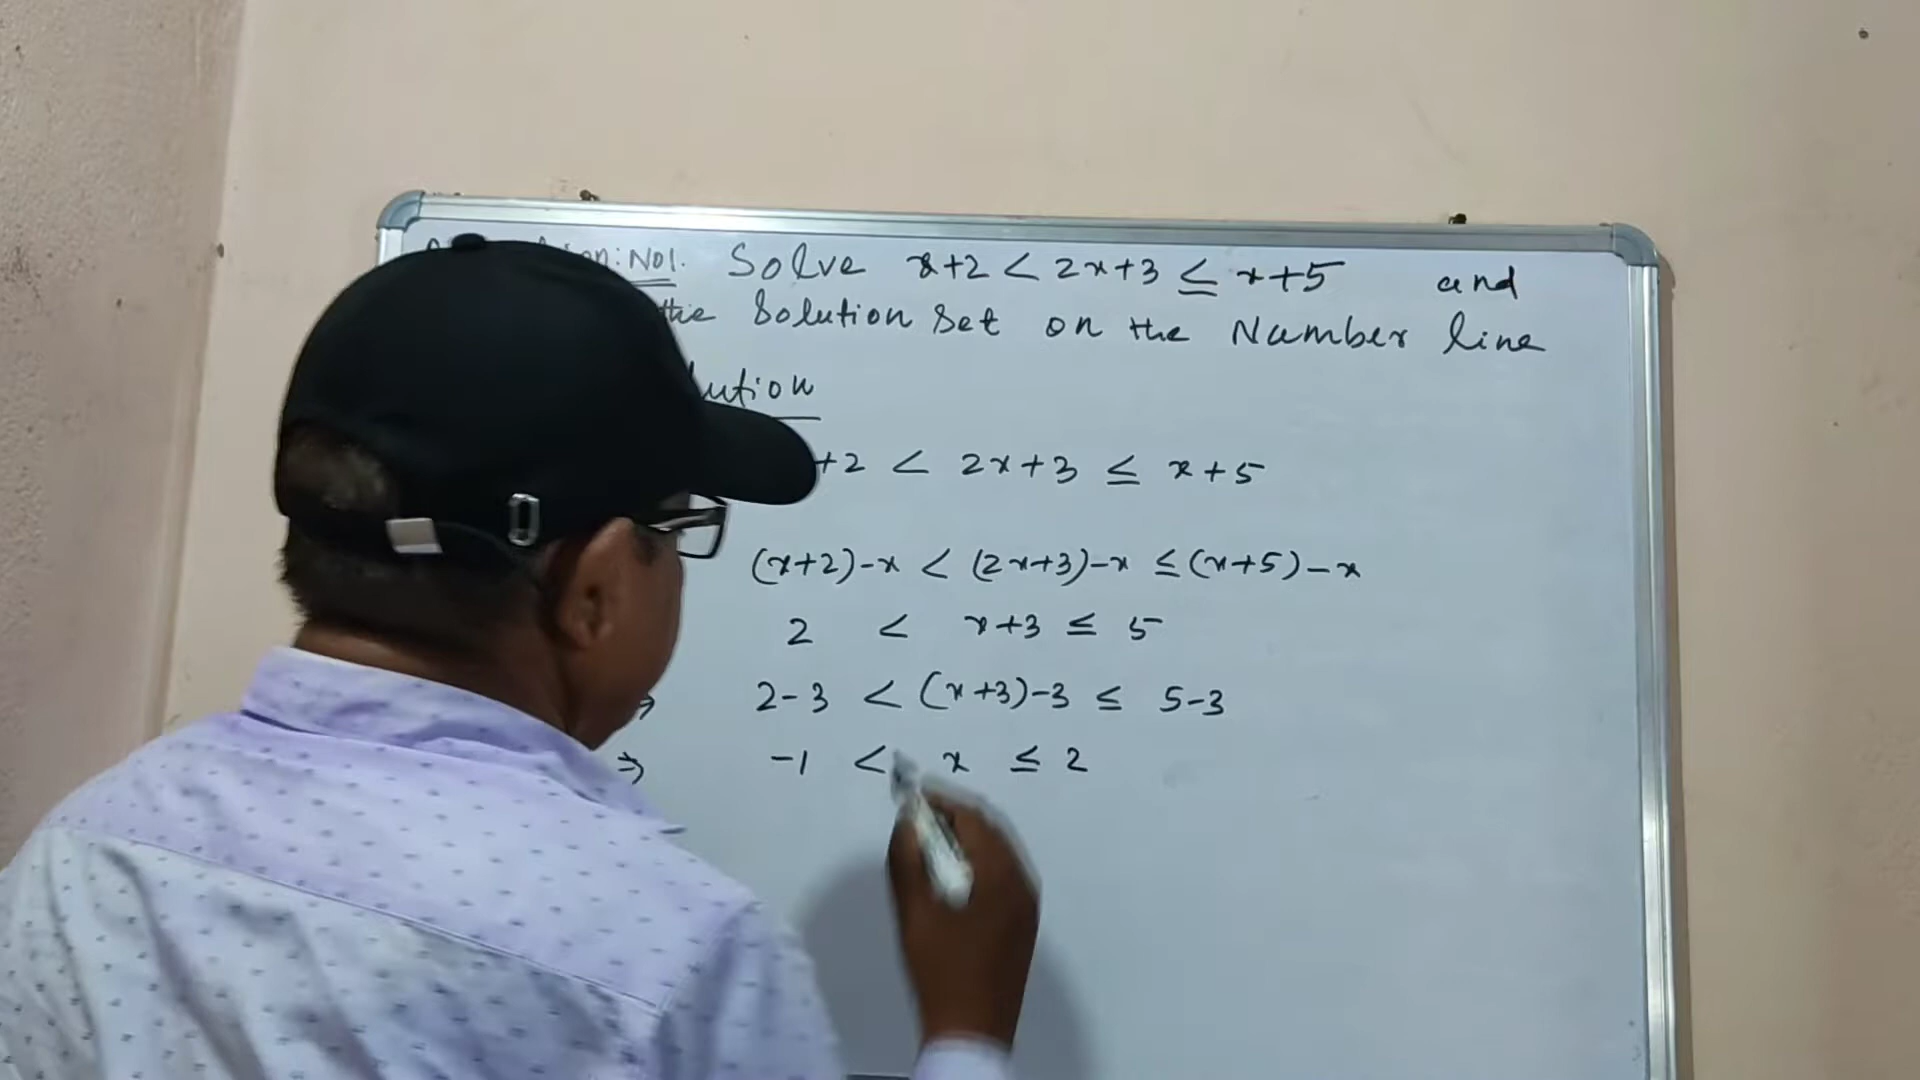 No1. Solve x+2 < 2x+3 ≤ x+5 and
the Solution Set on the Number line
+2 < 2x+3 ≤ x+5
(x+2)-x < (2x+3)-x ≤ (x+5)-x
2 < x+3 ≤ 5
⇒ 2-3 < (x+3)-3 ≤ 5-3
⇒ -1 < x ≤ 2